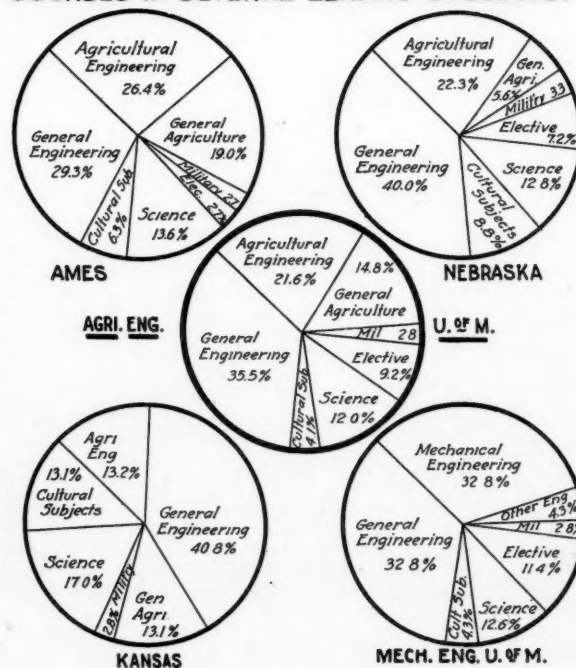 Agricultural
Engineering
26.4%
General
Agriculture
19.0%
Military 2.7
Elec. 2.7%
Science
13.6%
Cultural Sub.
6.3%
General
Engineering
29.3%
AMES
Agricultural
Engineering
22.3%
Gen.
Agri.
5.6%
Military 3.3
Elective
7.2%
Science
12.8%
Cultural
Subjects
8.8%
General
Engineering
40.0%
NEBRASKA
AGRI. ENG.
U. OF M.
Agricultural
Engineering
21.6%
14.8%
General
Agriculture
Mil 2.8
Elective
9.2%
Science
12.0%
Cultural Sub.
4.1%
General
Engineering
35.5%
Agri
Eng
13.2%
13.1%
Cultural
Subjects
General
Engineering
40.8%
Science
17.0%
2.8% Military
Gen
Agri.
13.1%
KANSAS
Mechanical
Engineering
32.8%
Other Eng
4.3%
Mil 2.8%
Elective
11.4%
Science
12.6%
Cult Sub.
4.3%
General
Engineering
32.8%
MECH. ENG. U. OF M.